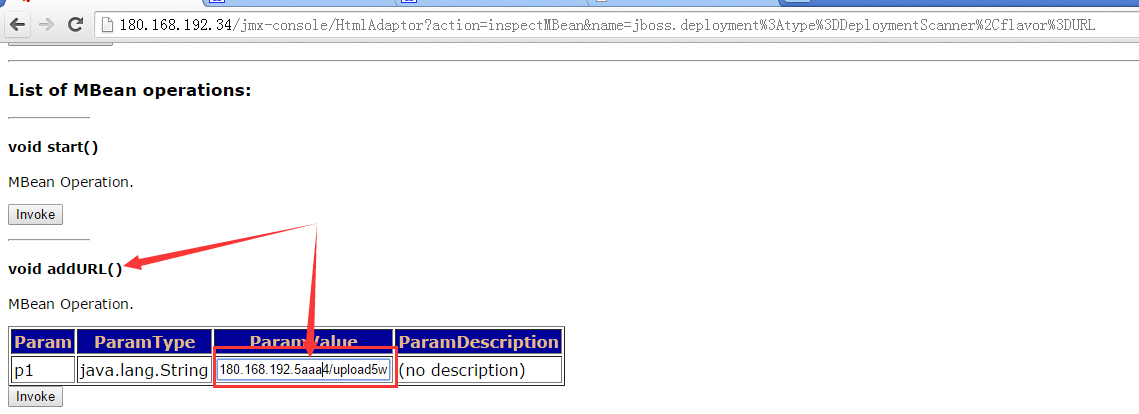 180.168.192.34/jmx-console/HtmlAdaptor?action=inspectMBean&name=jboss.deployment%3Atype%3DDeploymentScanner%2Cflavor%3DURL
List of MBean operations:
void start()
MBean Operation.
Invoke
void addURL()
MBean Operation.
Param ParamType ParamValue ParamDescription
p1 java.lang.String 180.168.192.5aaa4/upload5w (no description)
Invoke